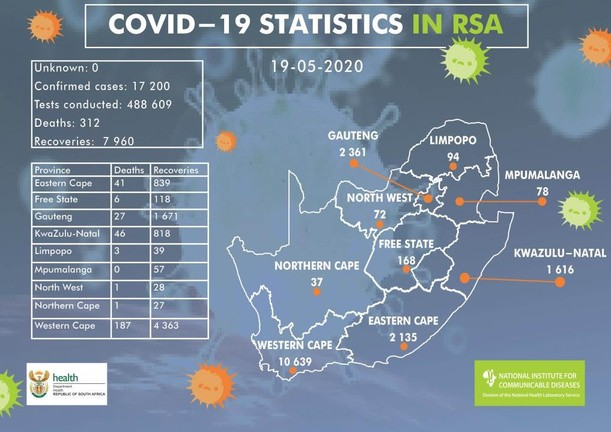 COVID–19 STATISTICS IN RSA
19-05-2020
Unknown: 0
Confirmed cases: 17 200
Tests conducted: 488 609
Deaths: 312
Recoveries: 7 960
Province Deaths Recoveries
Eastern Cape 41 839
Free State 6 118
Gauteng 27 1 671
KwaZulu-Natal 46 818
Limpopo 3 39
Mpumalanga 0 57
North West 1 28
Northern Cape 1 27
Western Cape 187 4 363
GAUTENG
2 361
LIMPOPO
94
MPUMALANGA
78
NORTH WEST
72
FREE STATE
168
KWAZULU–NATAL
1 616
NORTHERN CAPE
37
EASTERN CAPE
2 135
WESTERN CAPE
10 639
health
Department:
Health
REPUBLIC OF SOUTH AFRICA
NATIONAL INSTITUTE FOR
COMMUNICABLE DISEASES
Division of the National Health Laboratory Service